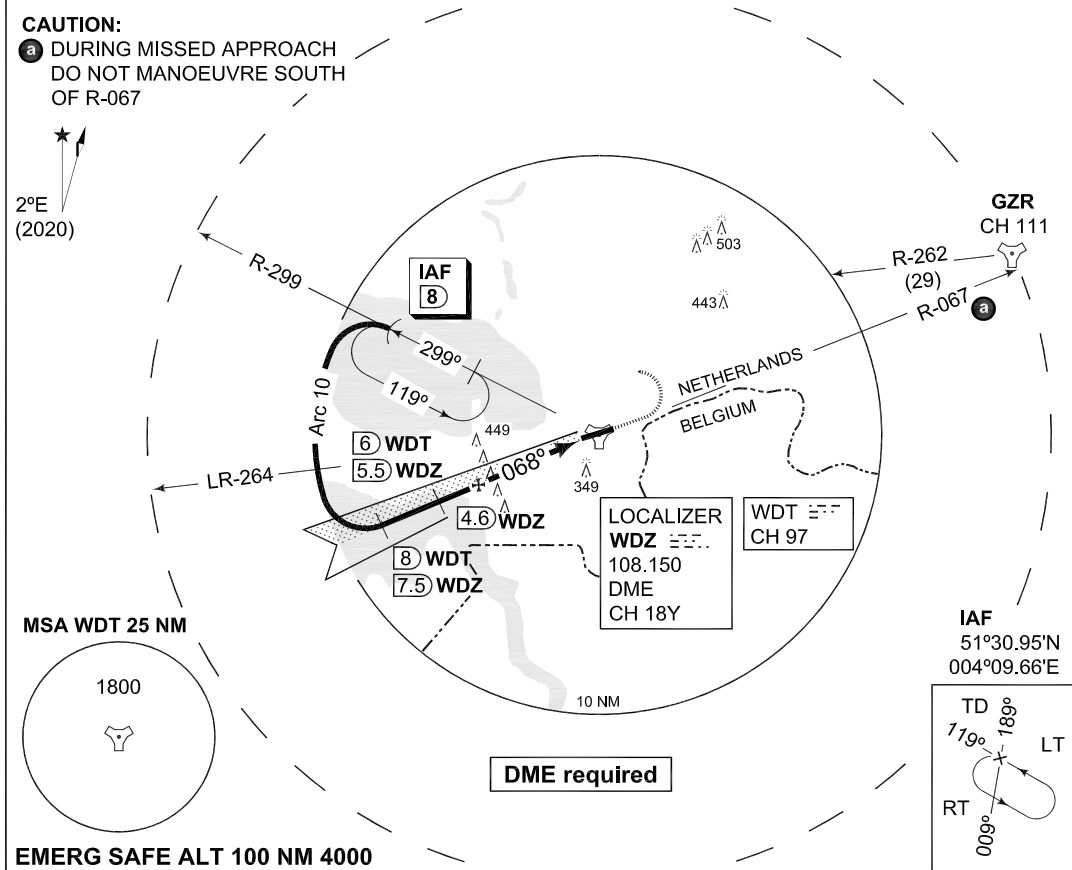 CAUTION:
a DURING MISSED APPROACH
DO NOT MANOEUVRE SOUTH
OF R-067
2ºE
(2020)
GZR
CH 111
R-262
(29)
R-067
a
503
443
R-299
IAF
8
299º
119º
Arc 10
NETHERLANDS
BELGIUM
449
6 WDT
5.5 WDZ
068º
349
LR-264
4.6 WDZ
8 WDT
7.5 WDZ
LOCALIZER
WDZ
108.150
DME
CH 18Y
WDT
CH 97
MSA WDT 25 NM
1800
10 NM
IAF
51º30.95'N
004º09.66'E
TD
119º
189º
LT
RT
009º
DME required
EMERG SAFE ALT 100 NM 4000